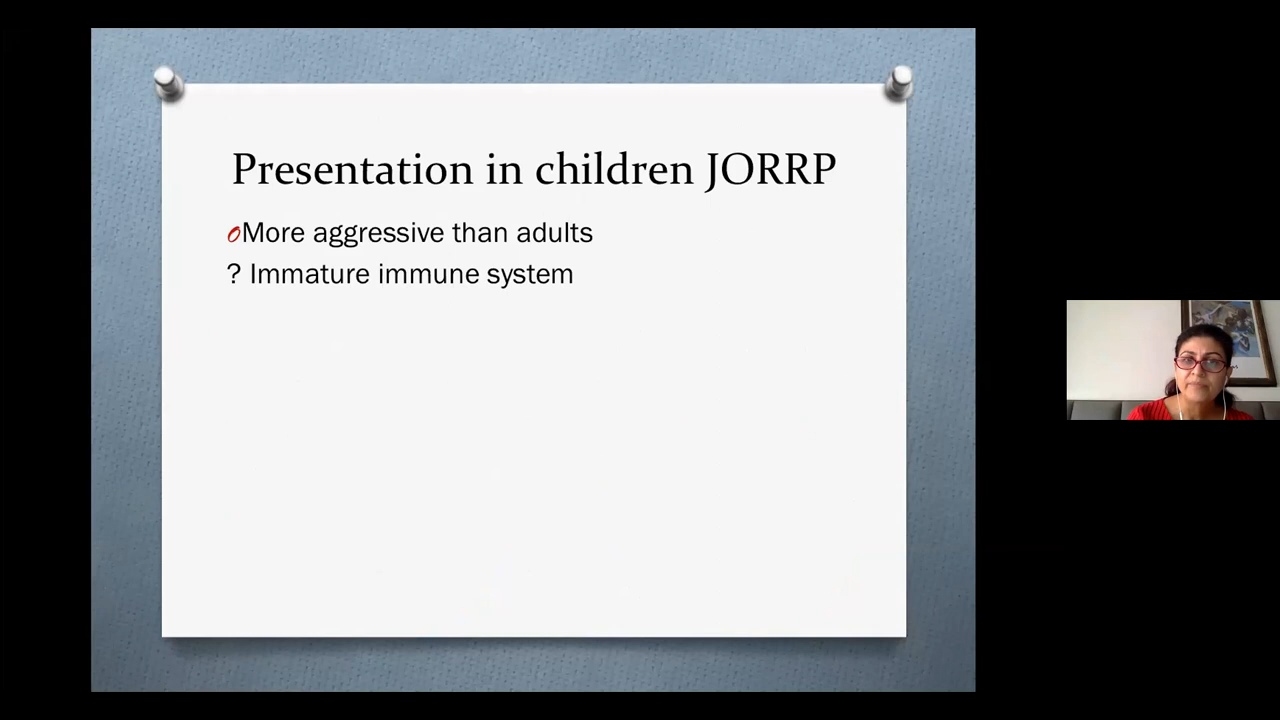 Presentation in children JORRP
More aggressive than adults
? Immature immune system